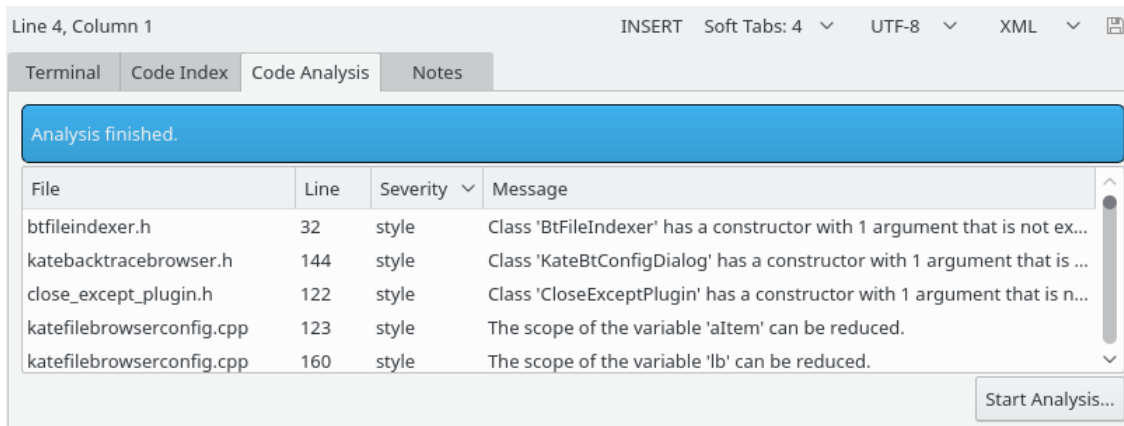 Line 4, Column 1 INSERT Soft Tabs: 4 UTF-8 XML
Terminal Code Index Code Analysis Notes
Analysis finished.
File Line Severity Message
btfileindexer.h 32 style Class 'BtFileIndexer' has a constructor with 1 argument that is not ex...
katebacktracebrowser.h 144 style Class 'KateBtConfigDialog' has a constructor with 1 argument that is ...
close_except_plugin.h 122 style Class 'CloseExceptPlugin' has a constructor with 1 argument that is n...
katefilebrowserconfig.cpp 123 style The scope of the variable 'aItem' can be reduced.
katefilebrowserconfig.cpp 160 style The scope of the variable 'lb' can be reduced.
Start Analysis...